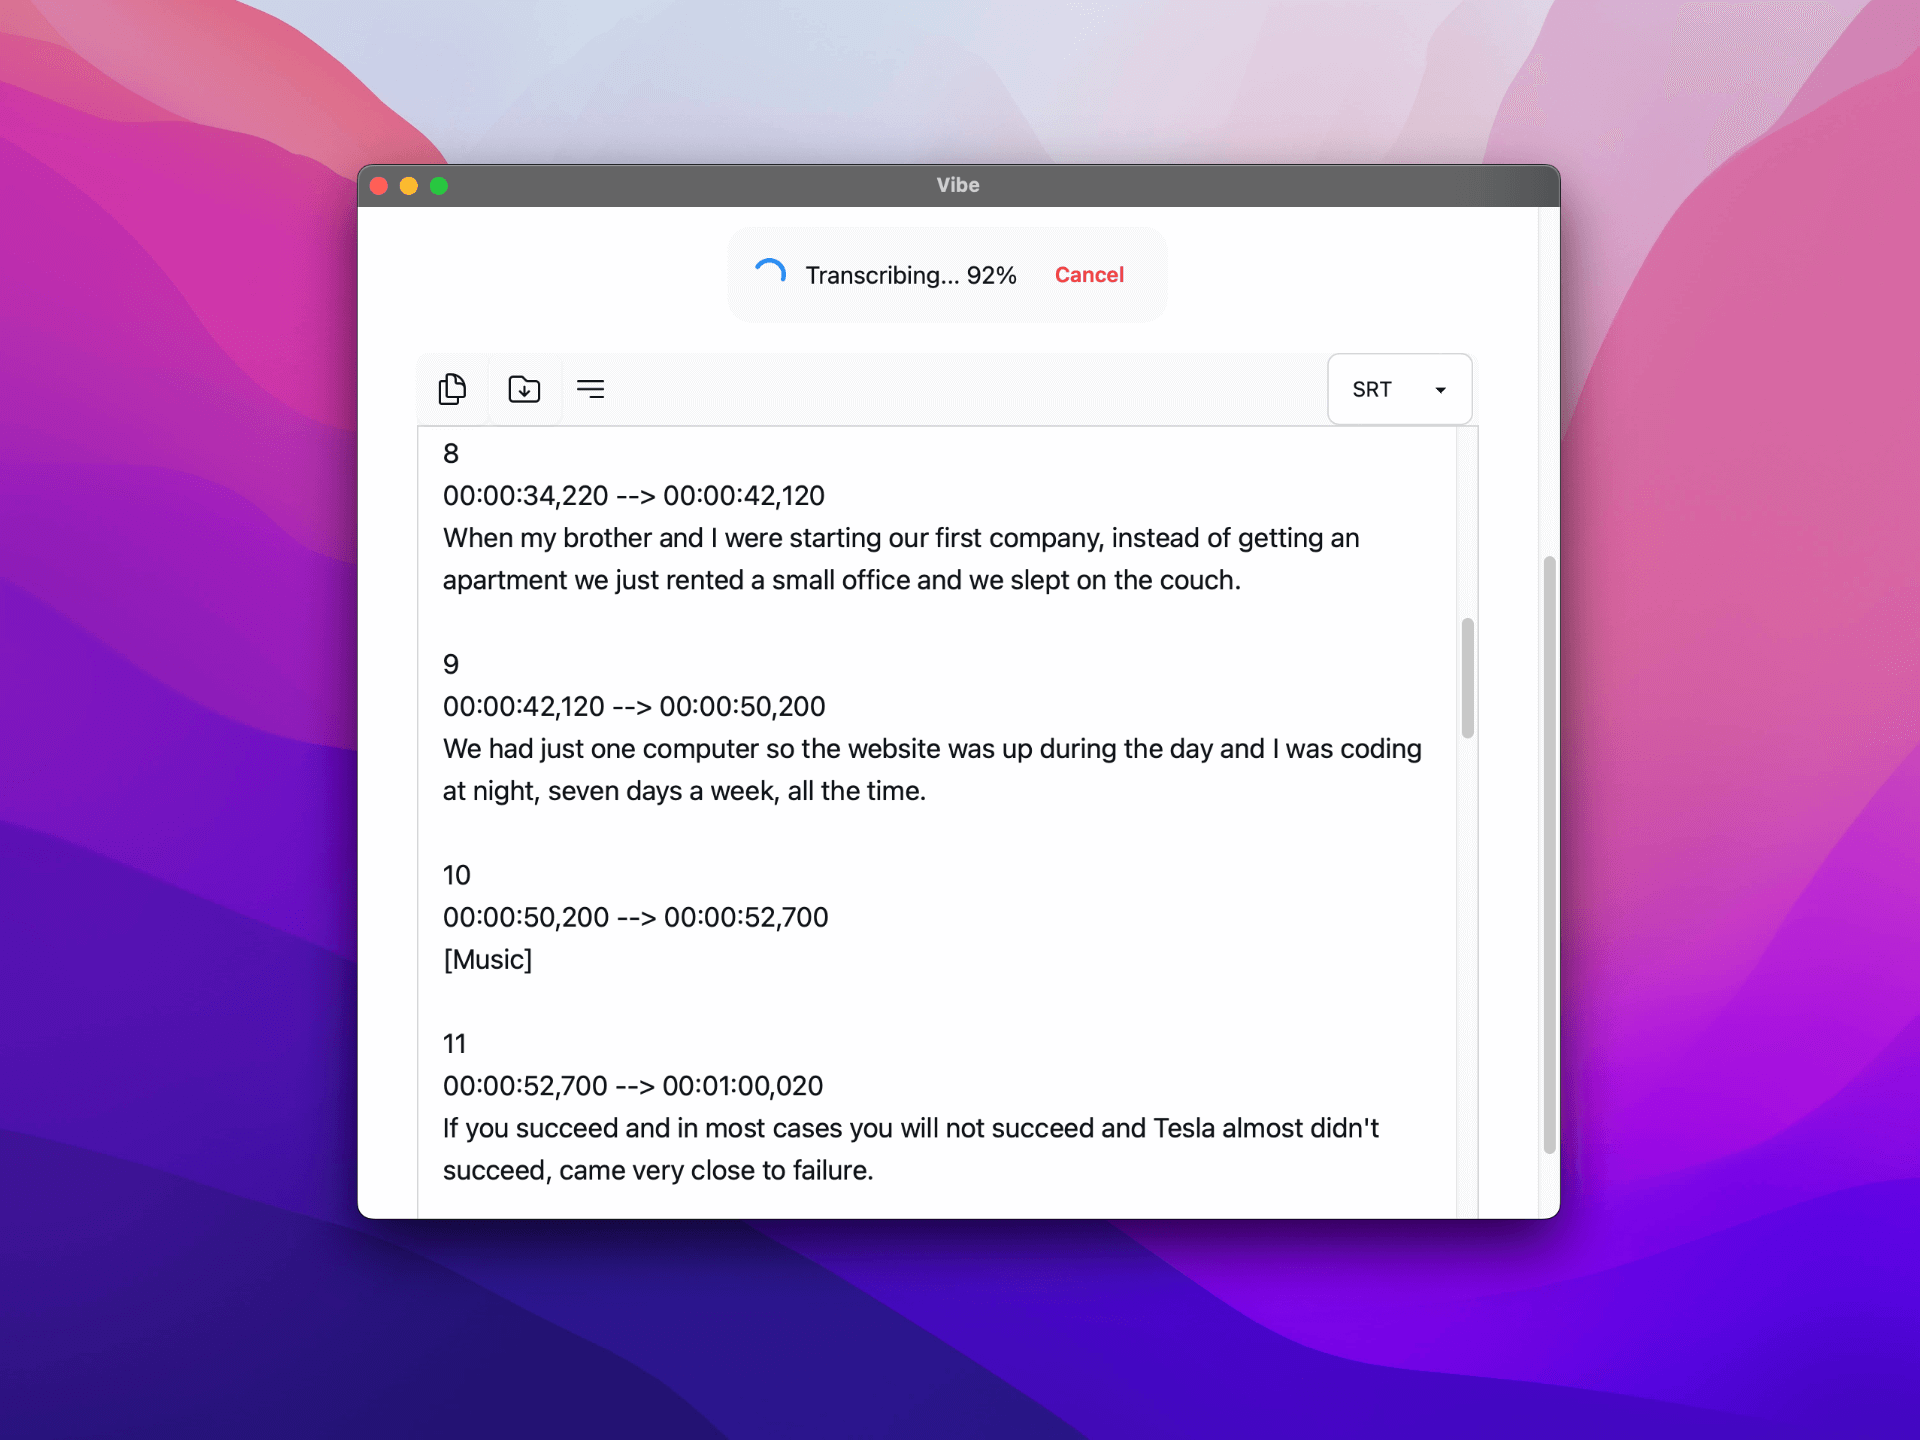 Vibe
Transcribing... 92%
Cancel
SRT
8
00:00:34,220 --> 00:00:42,120
When my brother and I were starting our first company, instead of getting an
apartment we just rented a small office and we slept on the couch.
9
00:00:42,120 --> 00:00:50,200
We had just one computer so the website was up during the day and I was coding
at night, seven days a week, all the time.
10
00:00:50,200 --> 00:00:52,700
[Music]
11
00:00:52,700 --> 00:01:00,020
If you succeed and in most cases you will not succeed and Tesla almost didn't
succeed, came very close to failure.